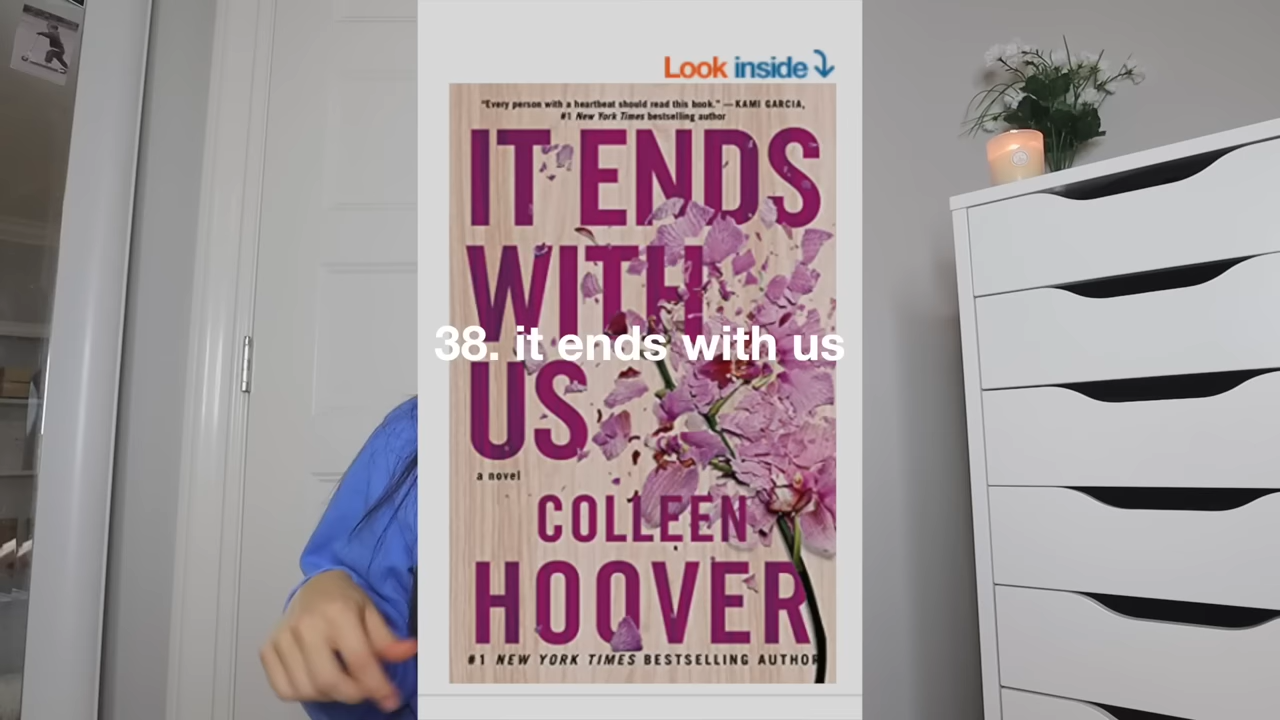 Look inside
"Every person with a heartbeat should read this book." —KAMI GARCIA,
#1 New York Times bestselling author
IT ENDS
WITH
38. it ends with us
US
a novel
COLLEEN
HOOVER
#1 NEW YORK TIMES BESTSELLING AUTHOR